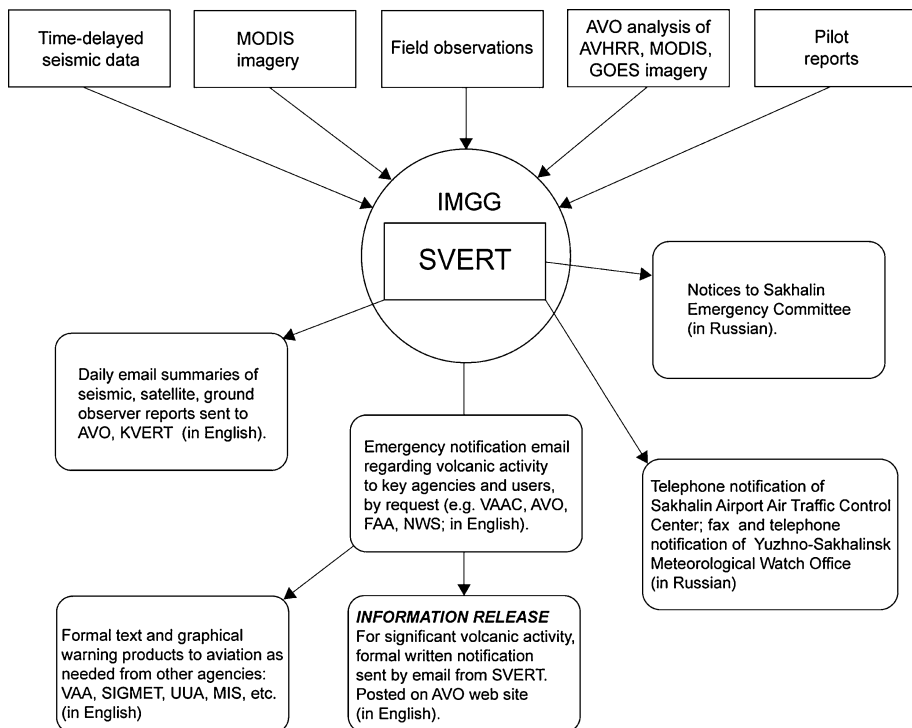 Time-delayed
seismic data
MODIS
imagery
Field observations
AVO analysis of
AVHRR, MODIS,
GOES imagery
Pilot
reports
IMGG
SVERT
Notices to Sakhalin
Emergency Committee
(in Russian).
Daily email summaries of
seismic, satellite, ground
observer reports sent to
AVO, KVERT (in English).
Emergency notification email
regarding volcanic activity
to key agencies and users,
by request (e.g. VAAC, AVO,
FAA, NWS; in English).
Telephone notification of
Sakhalin Airport Air Traffic Control
Center; fax and telephone
notification of Yuzhno-Sakhalinsk
Meteorological Watch Office
(in Russian)
Formal text and graphical
warning products to aviation as
needed from other agencies:
VAA, SIGMET, UUA, MIS, etc.
(in English)
INFORMATION RELEASE
For significant volcanic activity,
formal written notification
sent by email from SVERT.
Posted on AVO web site
(in English).